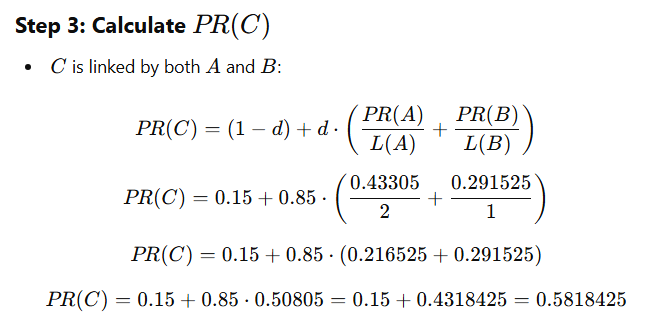 Step 3: Calculate PR(C)
• C is linked by both A and B:
PR(C) = (1 − d) + d · (PR(A)/L(A) + PR(B)/L(B))
PR(C) = 0.15 + 0.85 · (0.43305/2 + 0.291525/1)
PR(C) = 0.15 + 0.85 · (0.216525 + 0.291525)
PR(C) = 0.15 + 0.85 · 0.50805 = 0.15 + 0.4318425 = 0.5818425